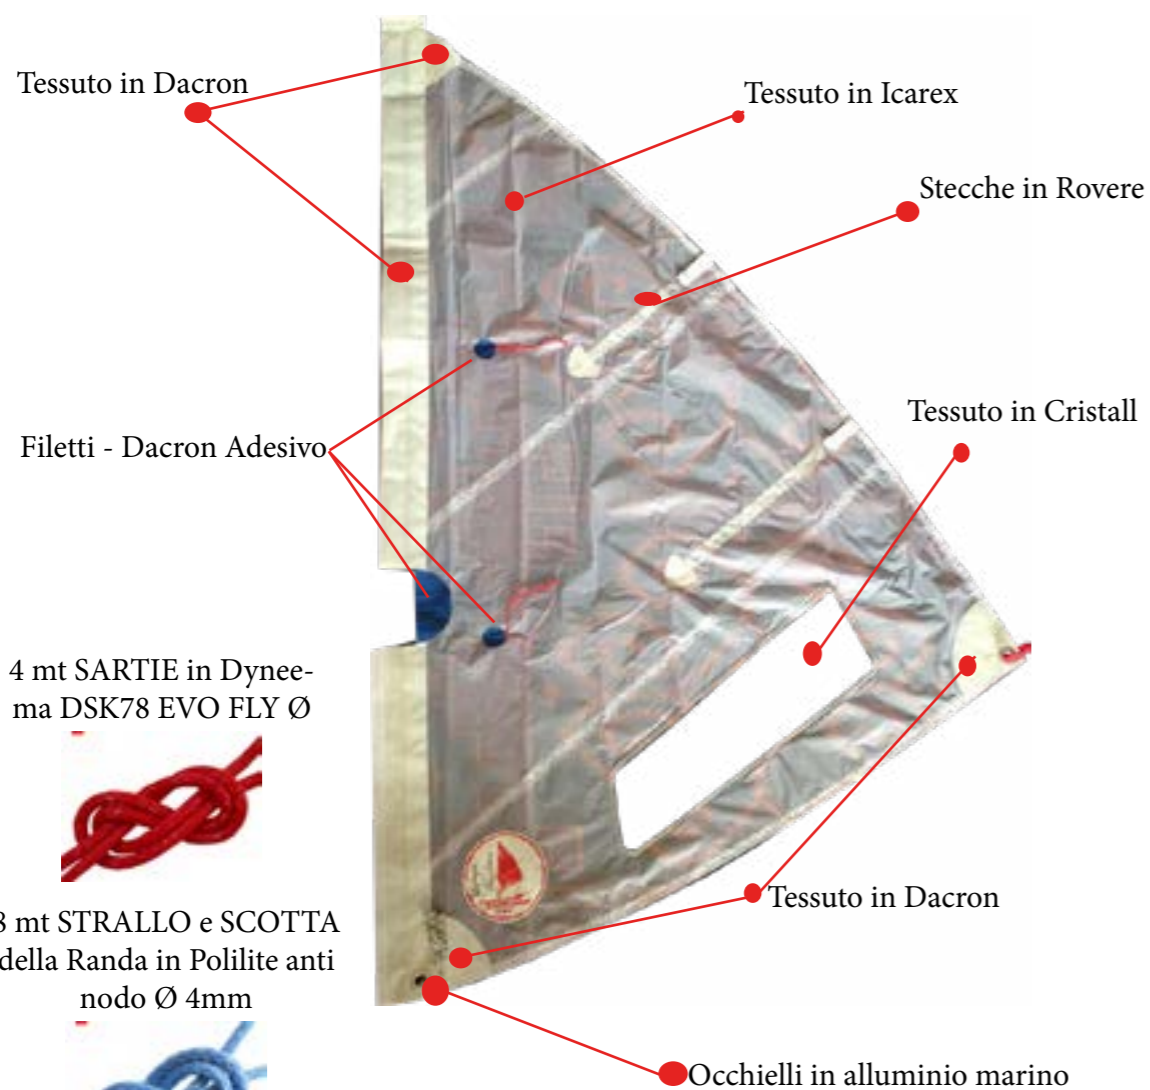 Tessuto in Dacron
Tessuto in Icarex
Stecche in Rovere
Tessuto in Cristall
Filetti - Dacron Adesivo
4 mt SARTIE in Dynee-
ma DSK78 EVO FLY Ø
Tessuto in Dacron
mt STRALLO e SCOTTA
della Randa in Polilite anti
nodo Ø 4mm
Occhielli in alluminio marino